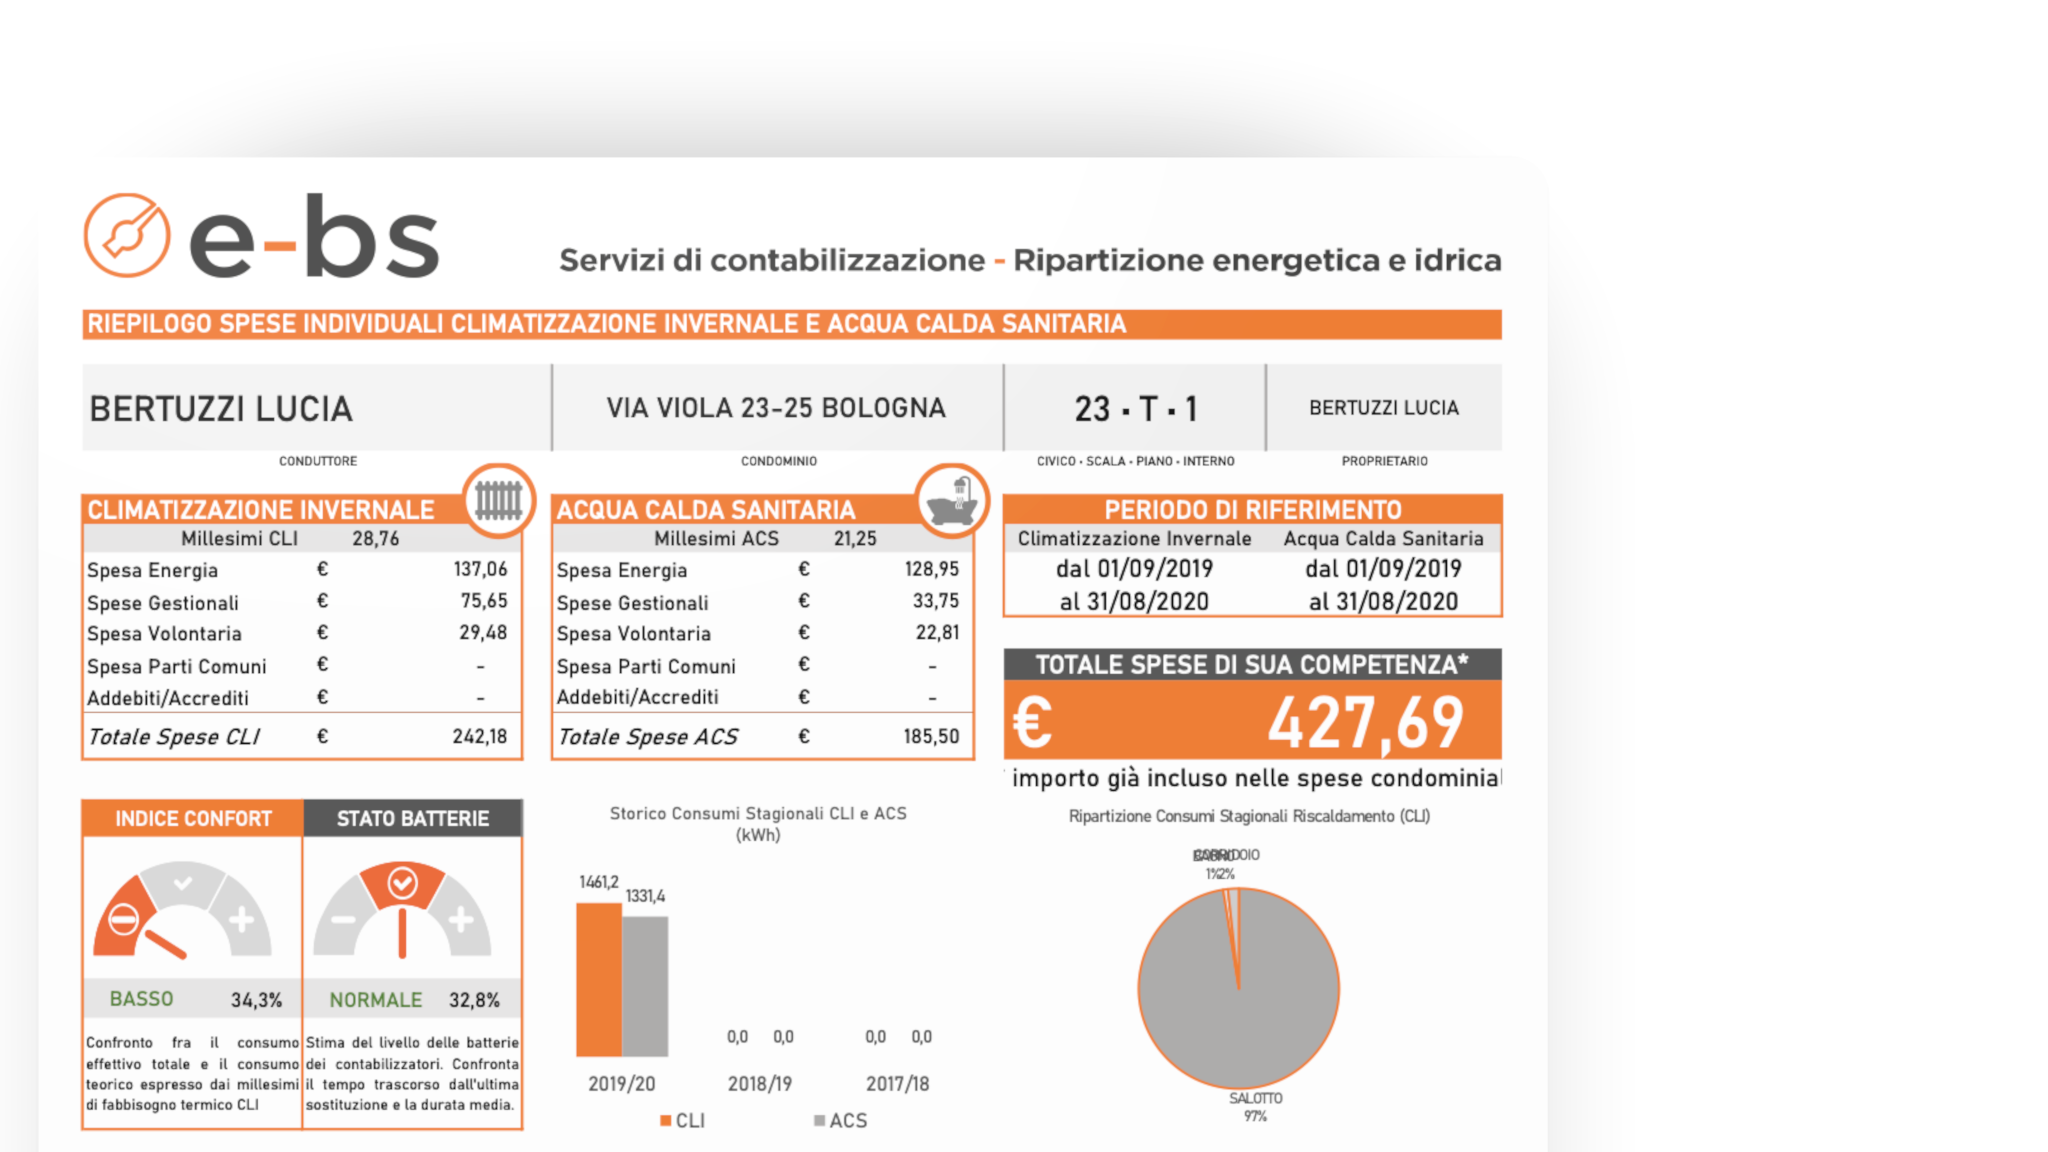 e-bs
Servizi di contabilizzazione - Ripartizione energetica e idrica
RIEPILOGO SPESE INDIVIDUALI CLIMATIZZAZIONE INVERNALE E ACQUA CALDA SANITARIA
BERTUZZI LUCIA
VIA VIOLA 23-25 BOLOGNA
23 · T · 1
BERTUZZI LUCIA
CONDUTTORE
CONDOMINIO
CIVICO · SCALA · PIANO · INTERNO
PROPRIETARIO
CLIMATIZZAZIONE INVERNALE
Millesimi CLI 28,76
Spesa Energia € 137,06
Spese Gestionali € 75,65
Spesa Volontaria € 29,48
Spesa Parti Comuni € -
Addebiti/Accrediti € -
Totale Spese CLI € 242,18
ACQUA CALDA SANITARIA
Millesimi ACS 21,25
Spesa Energia € 128,95
Spese Gestionali € 33,75
Spesa Volontaria € 22,81
Spesa Parti Comuni € -
Addebiti/Accrediti € -
Totale Spese ACS € 185,50
PERIODO DI RIFERIMENTO
Climatizzazione Invernale Acqua Calda Sanitaria
dal 01/09/2019 dal 01/09/2019
al 31/08/2020 al 31/08/2020
TOTALE SPESE DI SUA COMPETENZA*
€ 427,69
importo già incluso nelle spese
INDICE CONFORT
BASSO 34,3%
Confronto fra il consumo
effettivo totale e il consumo
teorico espresso dai millesimi
di fabbisogno termico CLI
STATO BATTERIE
NORMALE 32,8%
Stima del livello delle batterie
dei contabilizzatori. Confronta
il tempo trascorso dall'ultima
sostituzione e la durata media.
Storico Consumi Stagionali CLI e ACS
(kWh)
1461,2
1331,4
0,0 0,0 0,0 0,0
2019/20 2018/19 2017/18
CLI ACS
Ripartizione Consumi Stagionali Riscaldamento (CLI)
CORRIDOIO
1% 2%
SALOTTO
97%